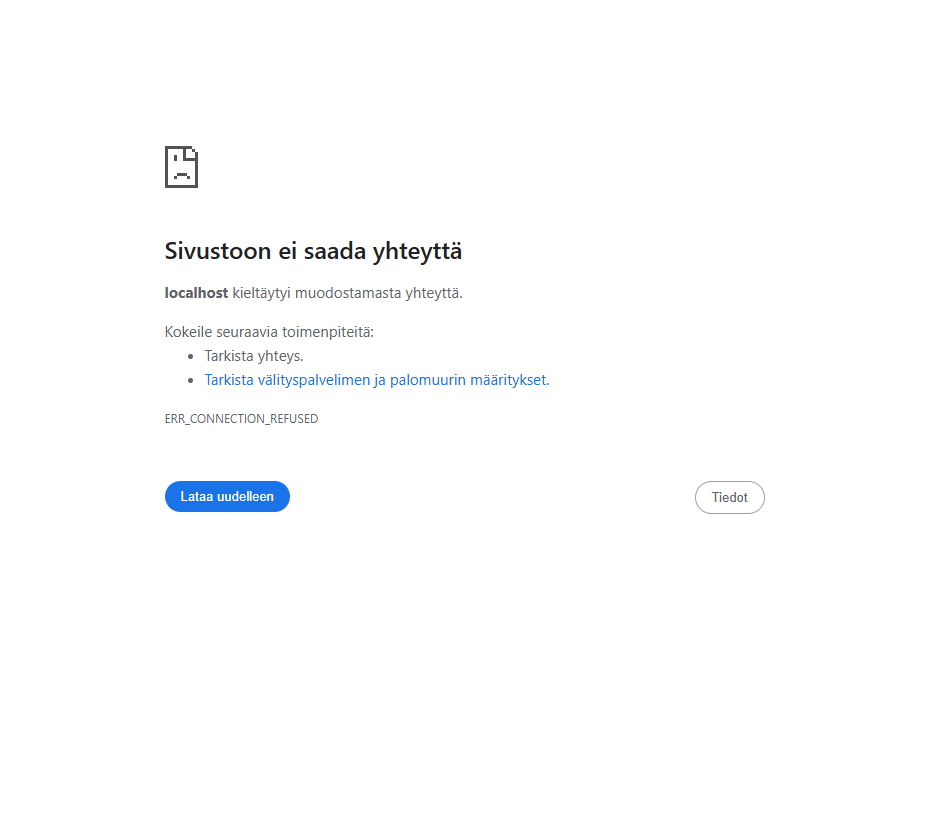 Sivustoon ei saada yhteyttä
localhost kieltäytyi muodostamasta yhteyttä.
Kokeile seuraavia toimenpiteitä:
Tarkista yhteys.
Tarkista välityspalvelimen ja palomuurin määritykset.
ERR_CONNECTION_REFUSED
Lataa uudelleen
Tiedot